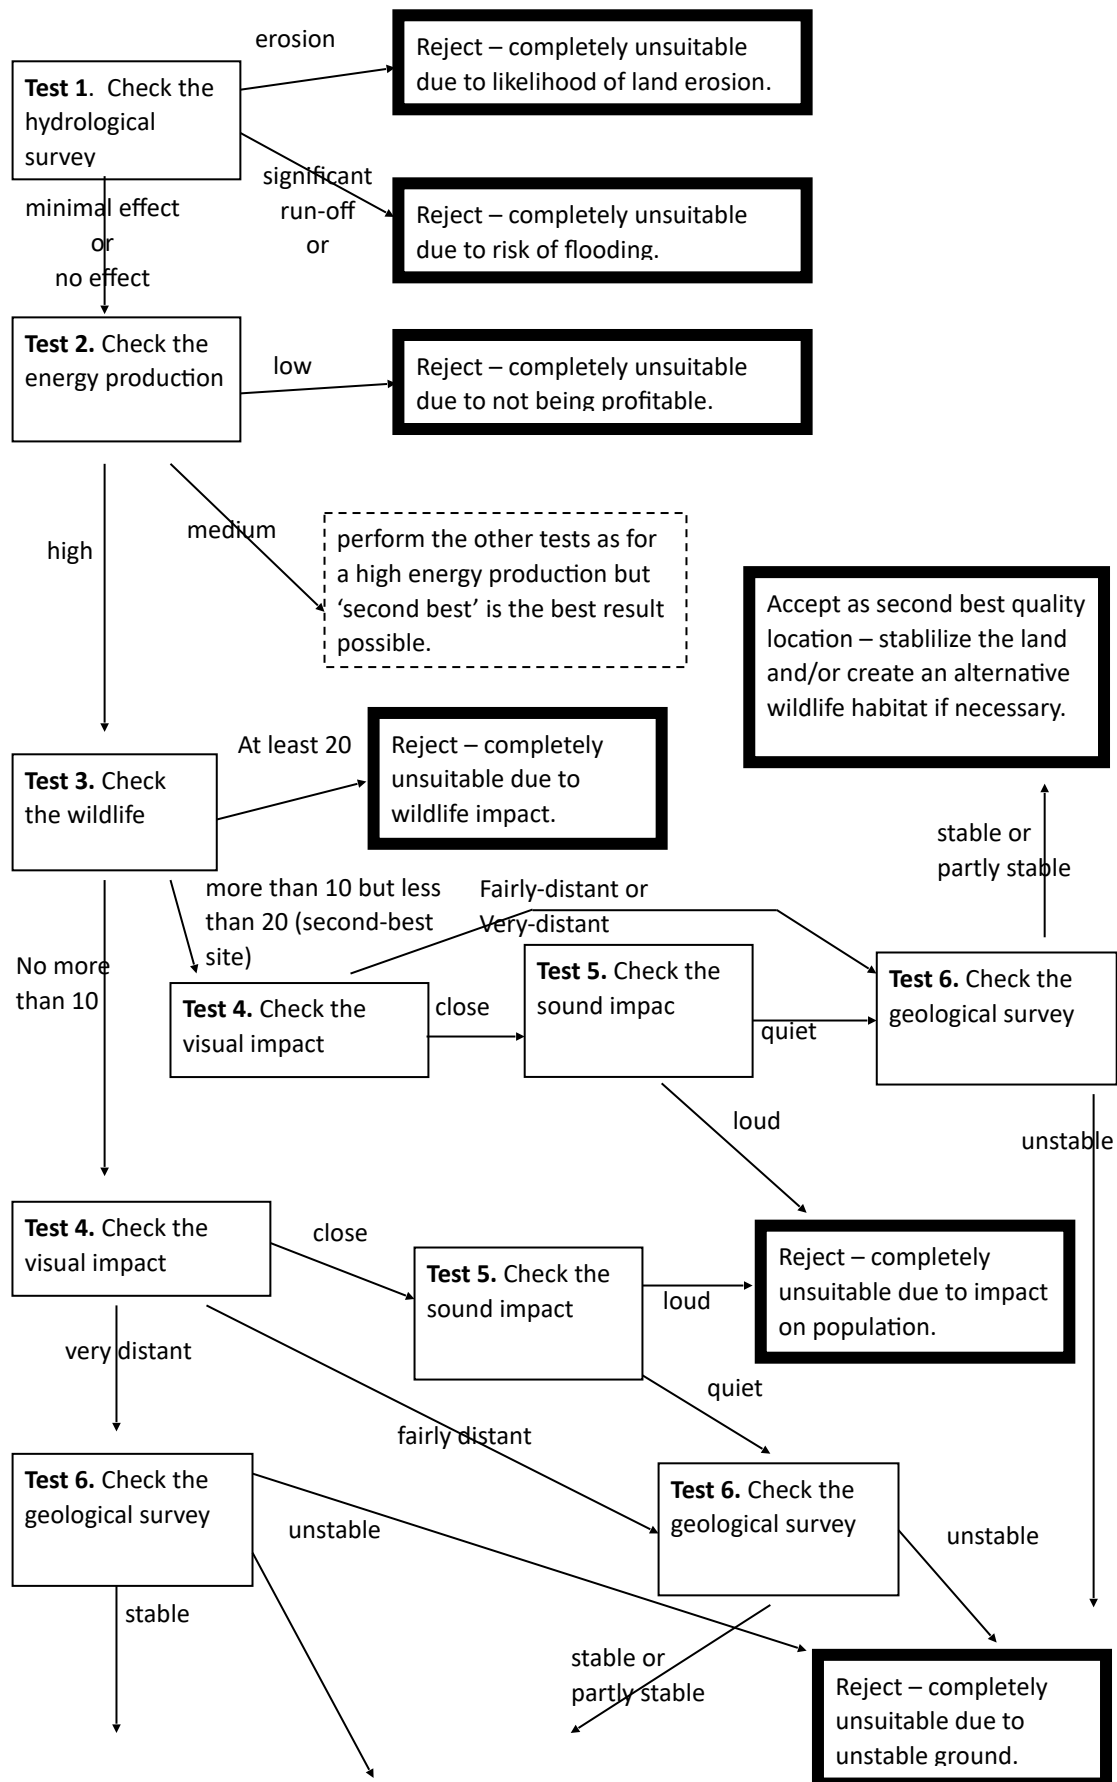 erosion
Reject – completely unsuitable
due to likelihood of land erosion.
Test 1.  Check the
hydrological
survey
significant
run-off
or
minimal effect
or
no effect
Reject – completely unsuitable
due to risk of flooding.
Test 2. Check the
energy production
low
Reject – completely unsuitable
due to not being profitable.
high
medium
perform the other tests as for
a high energy production but
‘second best’ is the best result
possible.
Accept as second best quality
location – stablilize the land
and/or create an alternative
wildlife habitat if necessary.
Test 3. Check
the wildlife
At least 20
Reject – completely
unsuitable due to
wildlife impact.
stable or
partly stable
more than 10 but less
than 20 (second-best
site)
Fairly-distant or
Very-distant
No more
than 10
Test 4. Check the
visual impact
close
Test 5. Check the
sound impac
quiet
Test 6. Check the
geological survey
loud
unstable
Test 4. Check the
visual impact
close
Test 5. Check the
sound impact
loud
Reject – completely
unsuitable due to impact
on population.
very distant
quiet
fairly distant
Test 6. Check the
geological survey
unstable
Test 6. Check the
geological survey
unstable
stable
stable or
partly stable
Reject – completely
unsuitable due to
unstable ground.